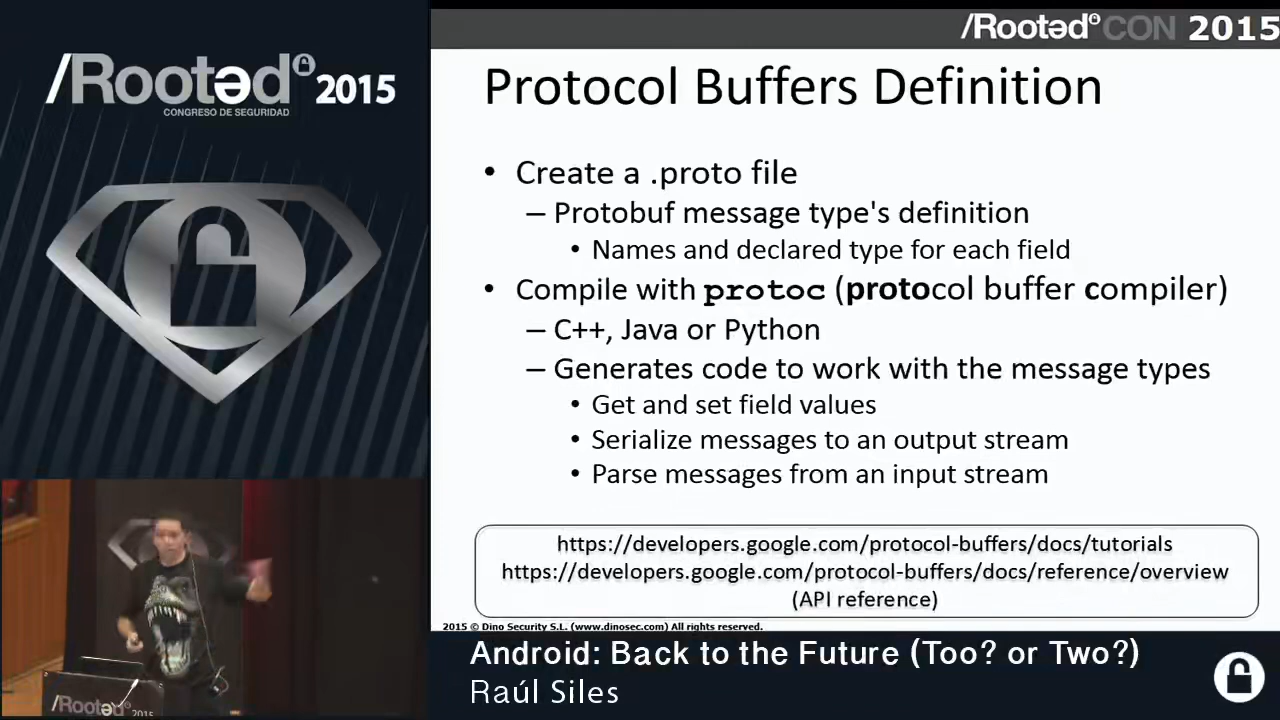 /Rootəd 2015
CONGRESO DE SEGURIDAD
/Rootəd CON 2015
Protocol Buffers Definition
• Create a .proto file
– Protobuf message type's definition
• Names and declared type for each field
• Compile with protoc (protocol buffer compiler)
– C++, Java or Python
– Generates code to work with the message types
• Get and set field values
• Serialize messages to an output stream
• Parse messages from an input stream
https://developers.google.com/protocol-buffers/docs/tutorials
https://developers.google.com/protocol-buffers/docs/reference/overview
(API reference)
2015 © Dino Security S.L. (www.dinosec.com) All rights reserved.
Android: Back to the Future (Too? or Two?)
Raúl Siles
/Rootəd 2015